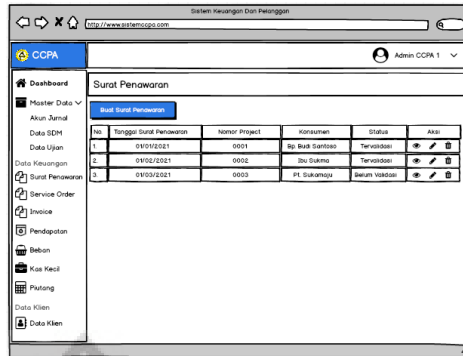 Sistem Keuangan Dan Pelanggan
http://www.sistemccpa.com
CCPA
Admin CCPA 1
Dashboard
Master Data
Akun Jurnal
Data SDM
Data Ujian
Data Keuangan
Surat Penawaran
Service Order
Invoice
Pendapatan
Beban
Kas Kecil
Piutang
Data Klien
Data Klien
Surat Penawaran
Buat Surat Penawaran
No Tanggal Surat Penawaran Nomor Project Konsumen Status Aksi
1. 01/01/2021 0001 Bp. Budi Santoso Tervalidasi
2. 01/02/2021 0002 Ibu Sukma Tervalidasi
3. 01/03/2021 0003 Pt. Sukamaju Belum Validasi